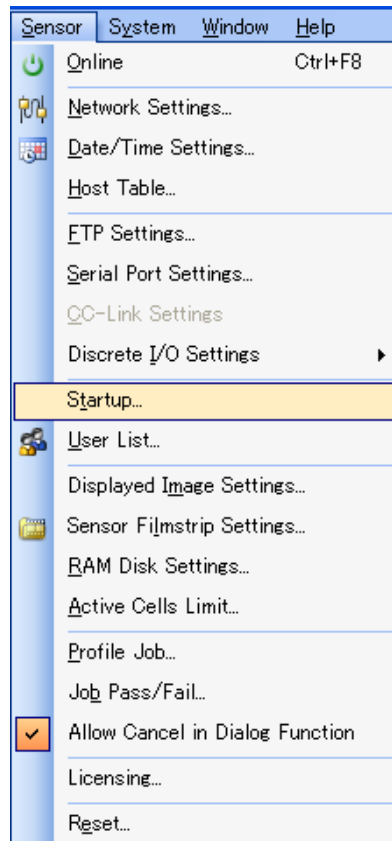 Sensor System Window Help
Online Ctrl+F8
Network Settings...
Date/Time Settings...
Host Table...
FTP Settings...
Serial Port Settings...
CC-Link Settings
Discrete I/O Settings
Startup...
User List...
Displayed Image Settings...
Sensor Filmstrip Settings...
RAM Disk Settings...
Active Cells Limit...
Profile Job...
Job Pass/Fail...
Allow Cancel in Dialog Function
Licensing...
Reset...